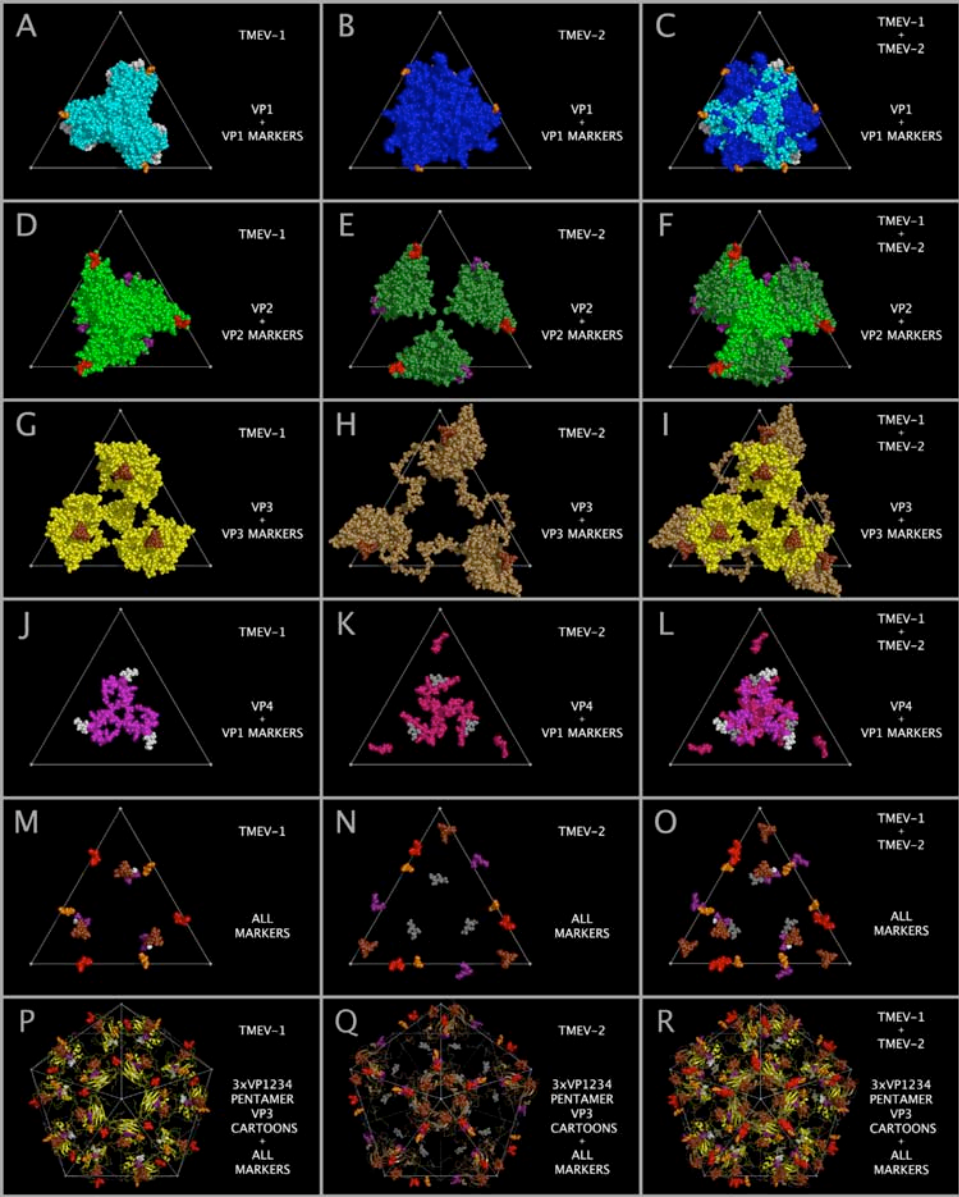 A
TMEV-1
VP1
+
VP1 MARKERS
B
TMEV-2
VP1
+
VP1 MARKERS
C
TMEV-1
+
TMEV-2
VP1
+
VP1 MARKERS
D
TMEV-1
VP2
+
VP2 MARKERS
E
TMEV-2
VP2
+
VP2 MARKERS
F
TMEV-1
+
TMEV-2
VP2
+
VP2 MARKERS
G
TMEV-1
VP3
+
VP3 MARKERS
H
TMEV-2
VP3
+
VP3 MARKERS
I
TMEV-1
+
TMEV-2
VP3
+
VP3 MARKERS
J
TMEV-1
VP4
+
VP1 MARKERS
K
TMEV-2
VP4
+
VP1 MARKERS
L
TMEV-1
+
TMEV-2
VP4
+
VP1 MARKERS
M
TMEV-1
ALL
MARKERS
N
TMEV-2
ALL
MARKERS
O
TMEV-1
+
TMEV-2
ALL
MARKERS
P
TMEV-1
3xVP1234
PENTAMER
VP3
CARTOONS
+
ALL
MARKERS
Q
TMEV-2
3xVP1234
PENTAMER
VP3
CARTOONS
+
ALL
MARKERS
R
TMEV-1
+
TMEV-2
3xVP1234
PENTAMER
VP3
CARTOONS
+
ALL
MARKERS